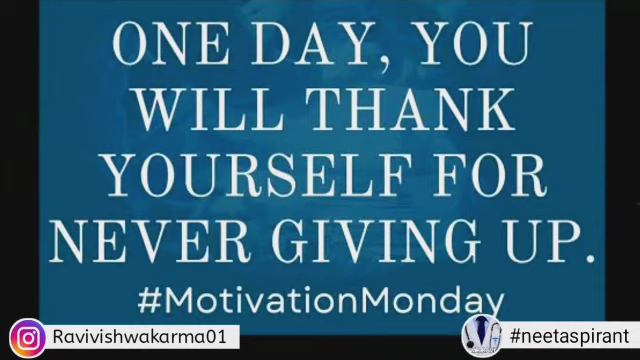 ONE DAY, YOU
WILL THANK
YOURSELF FOR
NEVER GIVING UP.
#MotivationMonday
Ravivishwakarma01
#neetaspirant